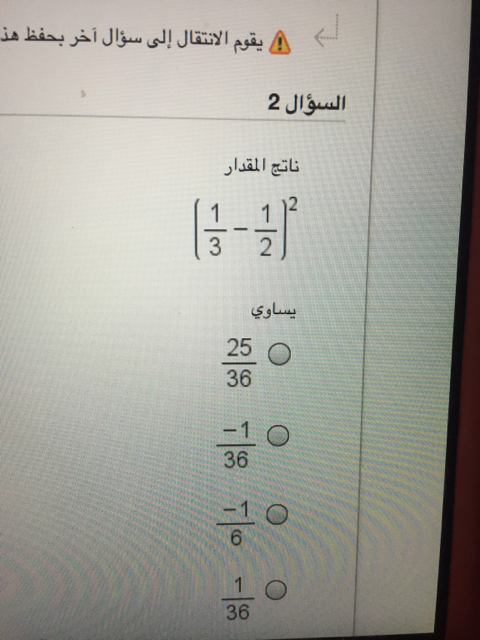 يقوم الانتقال إلى سؤال آخر بحفظ هذ
السؤال 2
ناتج المقدار
(1/3 − 1/2)²
يساوي
25/36
−1/36
−1/6
1/36